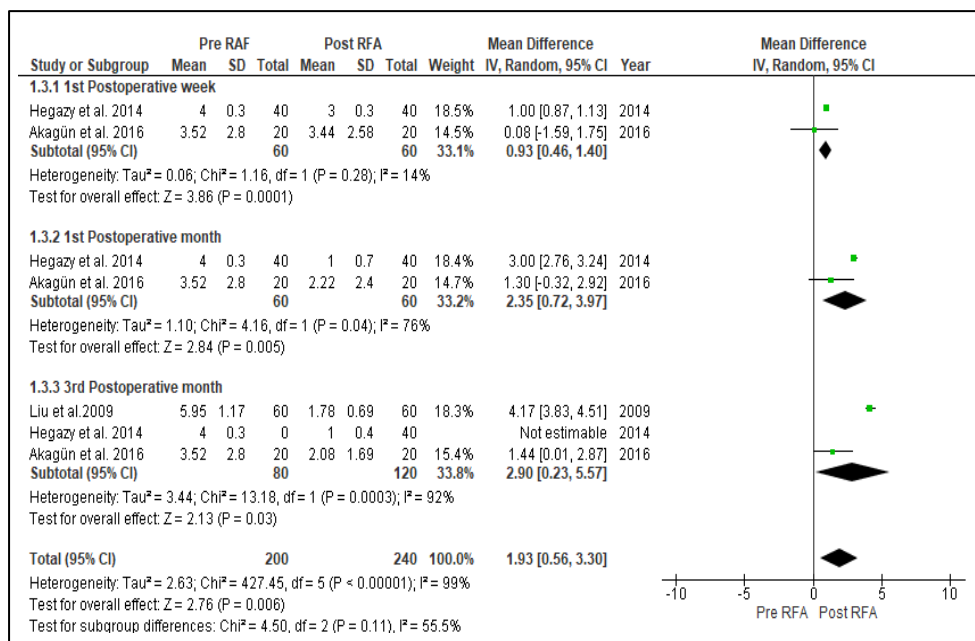 Pre RAF Post RFA Mean Difference Mean Difference
Study or Subgroup Mean SD Total Mean SD Total Weight IV, Random, 95% CI Year IV, Random, 95% CI
1.3.1 1st Postoperative week
Hegazy et al. 2014 4 0.3 40 3 0.3 40 18.5% 1.00 [0.87, 1.13] 2014
Akagün et al. 2016 3.52 2.8 20 3.44 2.58 20 14.5% 0.08 [-1.59, 1.75] 2016
Subtotal (95% CI) 60 60 33.1% 0.93 [0.46, 1.40]
Heterogeneity: Tau² = 0.06; Chi² = 1.16, df = 1 (P = 0.28); I² = 14%
Test for overall effect: Z = 3.86 (P = 0.0001)
1.3.2 1st Postoperative month
Hegazy et al. 2014 4 0.3 40 1 0.7 40 18.4% 3.00 [2.76, 3.24] 2014
Akagün et al. 2016 3.52 2.8 20 2.22 2.4 20 14.7% 1.30 [-0.32, 2.92] 2016
Subtotal (95% CI) 60 60 33.2% 2.35 [0.72, 3.97]
Heterogeneity: Tau² = 1.10; Chi² = 4.16, df = 1 (P = 0.04); I² = 76%
Test for overall effect: Z = 2.84 (P = 0.005)
1.3.3 3rd Postoperative month
Liu et al.2009 5.95 1.17 60 1.78 0.69 60 18.3% 4.17 [3.83, 4.51] 2009
Hegazy et al. 2014 4 0.3 0 1 0.4 40 Not estimable 2014
Akagün et al. 2016 3.52 2.8 20 2.08 1.69 20 15.4% 1.44 [0.01, 2.87] 2016
Subtotal (95% CI) 80 120 33.8% 2.90 [0.23, 5.57]
Heterogeneity: Tau² = 3.44; Chi² = 13.18, df = 1 (P = 0.0003); I² = 92%
Test for overall effect: Z = 2.13 (P = 0.03)
Total (95% CI) 200 240 100.0% 1.93 [0.56, 3.30]
Heterogeneity: Tau² = 2.63; Chi² = 427.45, df = 5 (P < 0.00001); I² = 99%
Test for overall effect: Z = 2.76 (P = 0.006)
Test for subgroup differences: Chi² = 4.50, df = 2 (P = 0.11), I² = 55.5%
-10 -5 0 5 10
Pre RFA Post RFA